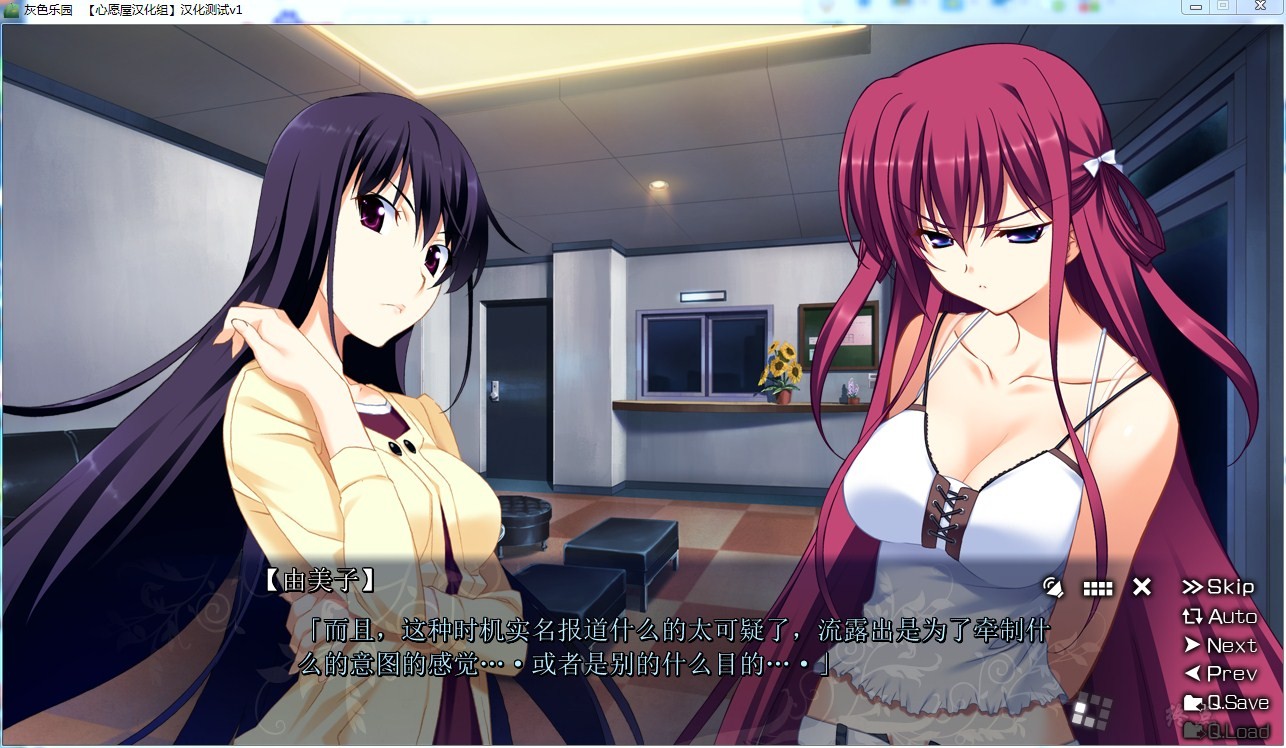 灰色乐园 【心愿屋汉化组】汉化测试v1
【由美子】
「而且，这种时机实名报道什么的太可疑了，流露出是为了牵制什
么的意图的感觉…・或者是别的什么目的…・」
Skip
Auto
Next
Prev
Q.Save
Q.Load